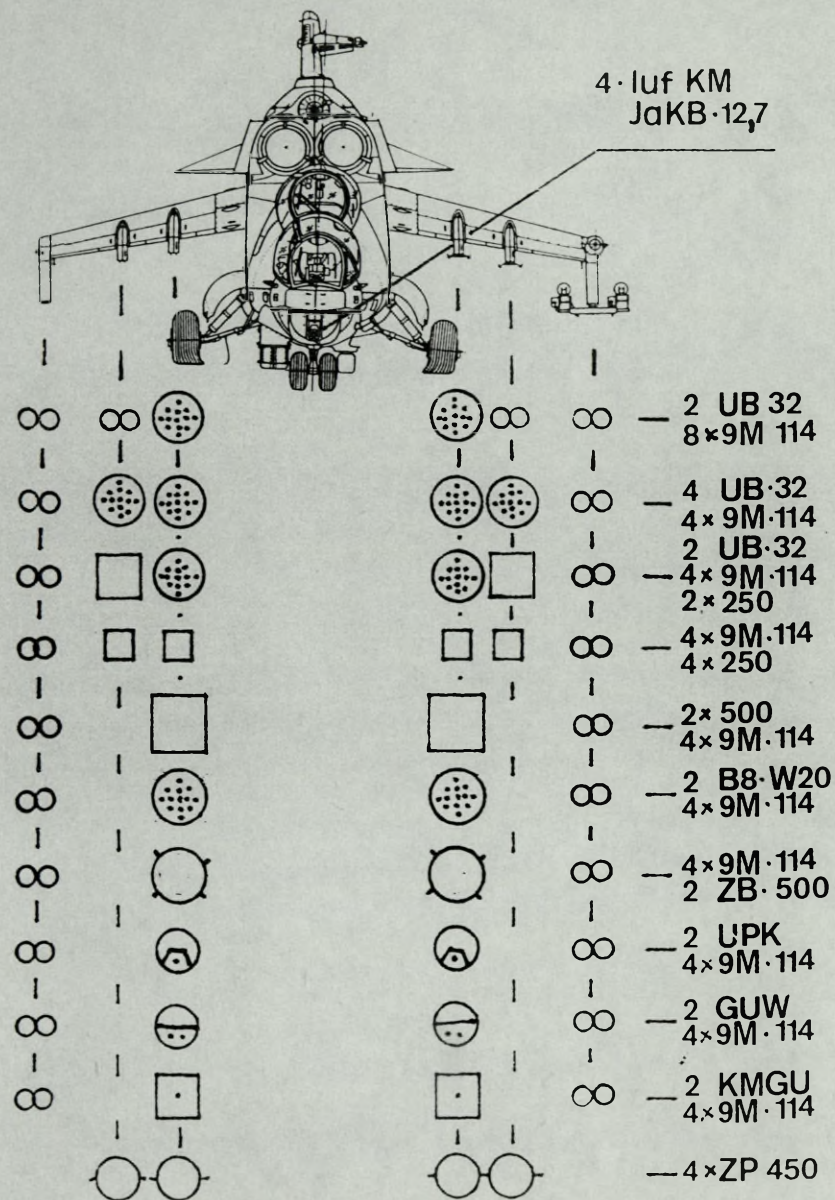 4·luf KM
JaKB·12,7
— 2 UB 32
8×9M 114
— 4 UB·32
4×9M·114
2 UB·32
— 4×9M·114
2×250
— 4×9M·114
4×250
— 2×500
4×9M·114
— 2 B8·W20
4×9M·114
— 4×9M·114
2 ZB·500
— 2 UPK
4×9M·114
— 2 GUW
4×9M·114
— 2 KMGU
4×9M·114
— 4×ZP 450